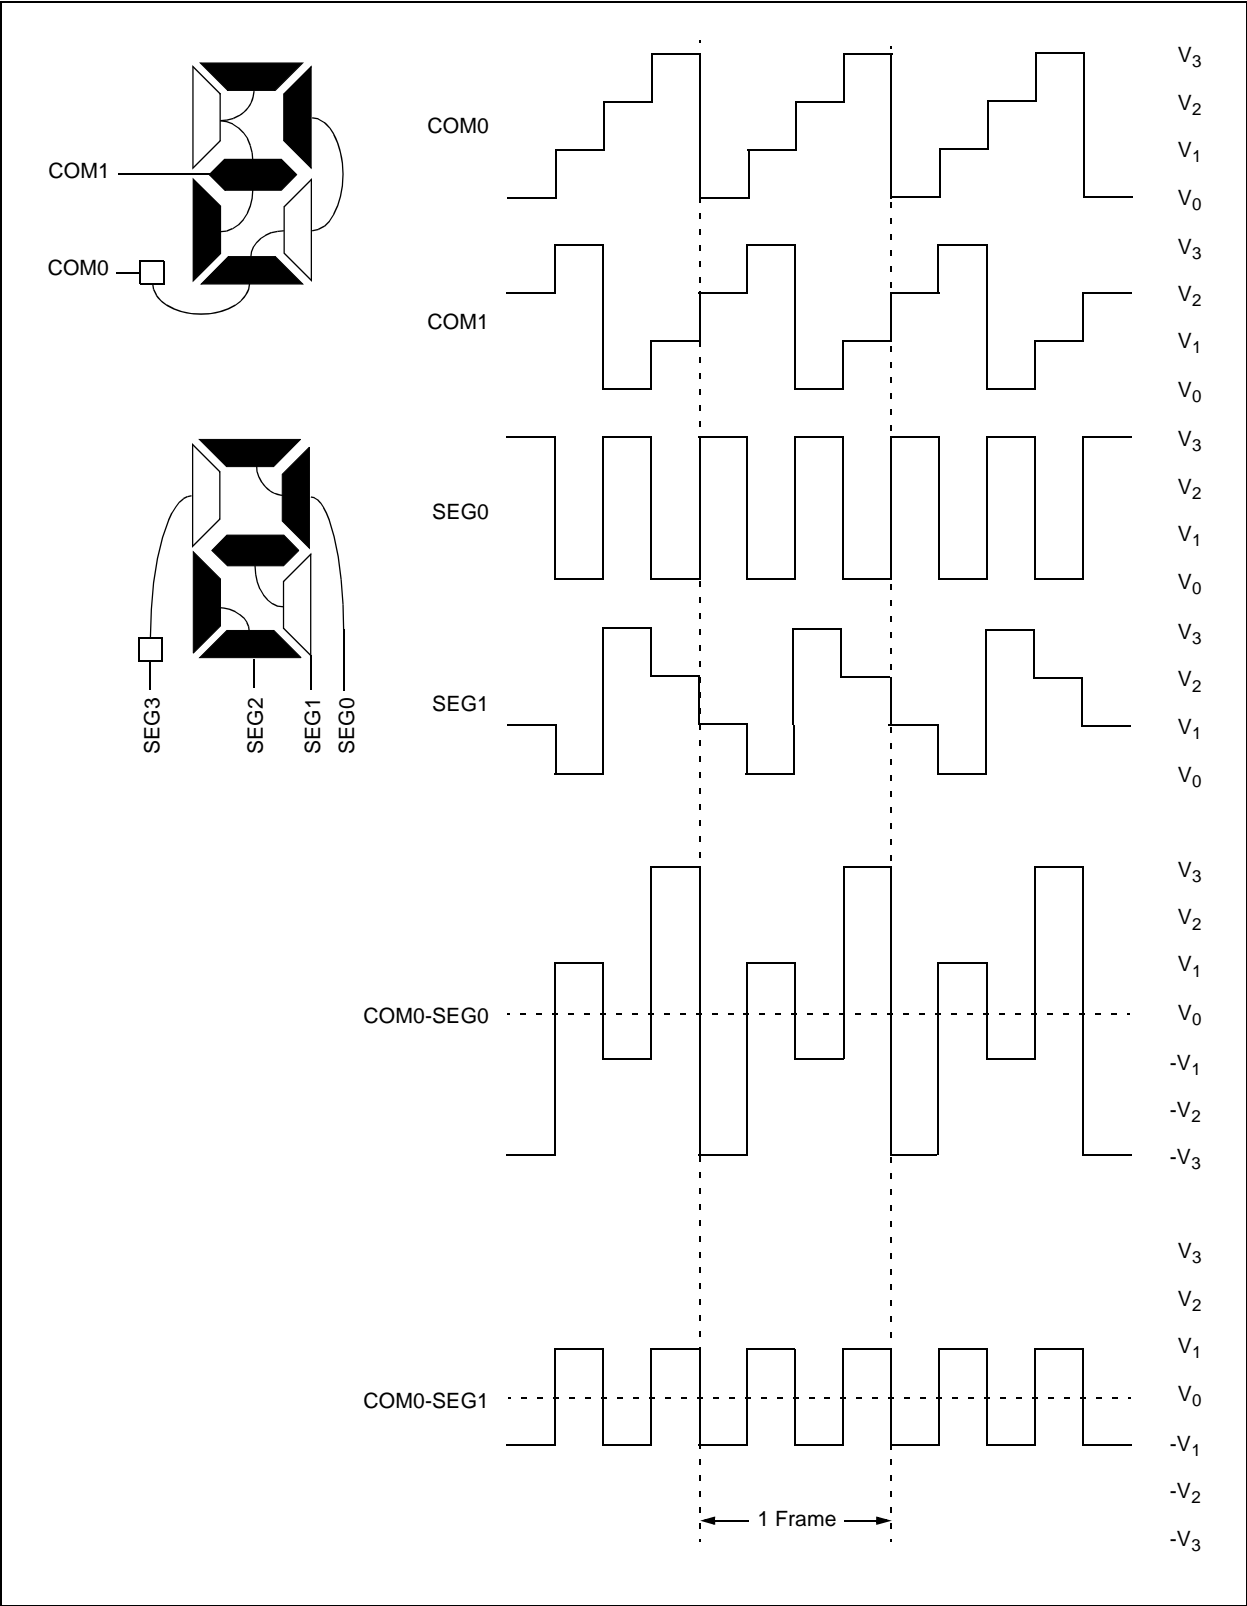 COM1
COM0
SEG3
SEG2
SEG1
SEG0
COM0
V3
V2
V1
V0
COM1
V3
V2
V1
V0
SEG0
V3
V2
V1
V0
SEG1
V3
V2
V1
V0
COM0-SEG0
V3
V2
V1
V0
-V1
-V2
-V3
COM0-SEG1
V3
V2
V1
V0
-V1
-V2
-V3
1 Frame